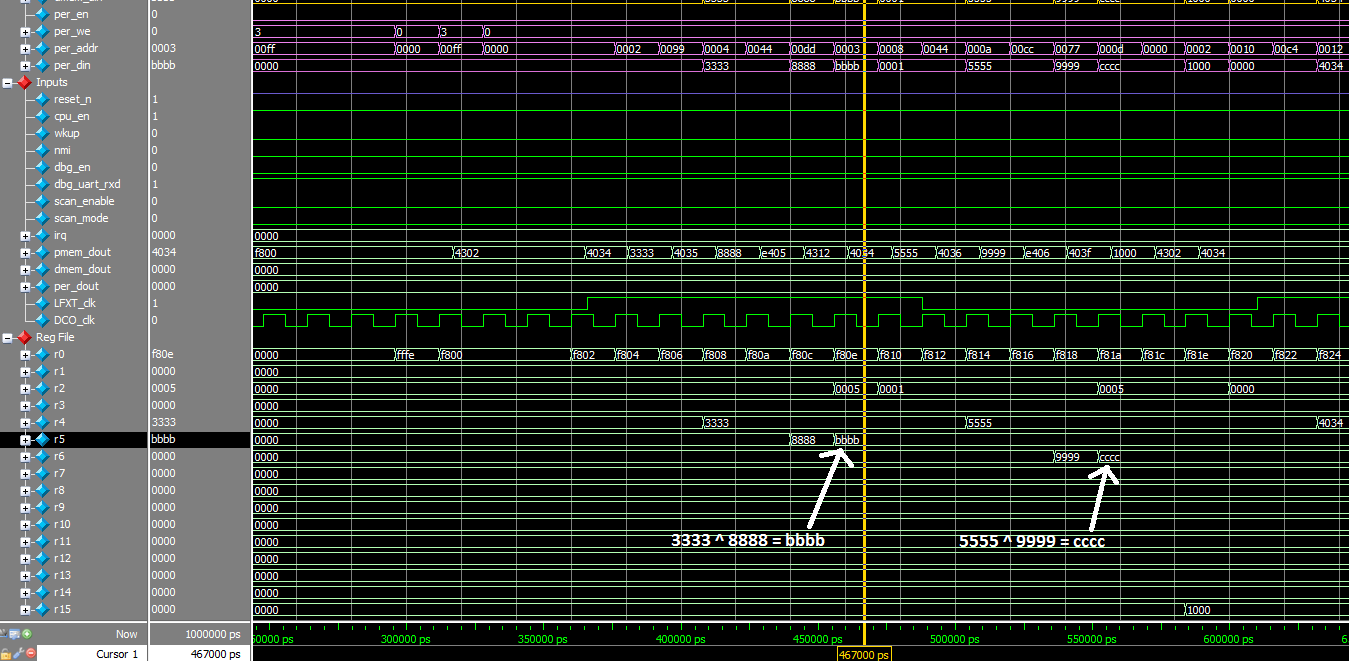 per_en 0
per_we 0 3 0 3 0
per_addr 0003 00ff 0000 00ff 0000 0002 0099 0004 0044 00dd 0003 0008 0044 000a 00cc 0077 000d 0000 0002 0010 00c4 0012
per_din bbbb 0000 3333 8888 bbbb 0001 5555 9999 cccc 1000 0000 4034
Inputs
reset_n 1
cpu_en 1
wkup 0
nmi 0
dbg_en 0
dbg_uart_rxd 1
scan_enable 0
scan_mode 0
irq 0000 0000
pmem_dout 4034 f800 4302 4034 3333 4035 8888 e405 4312 4034 5555 4036 9999 e406 403f 1000 4302 4034
dmem_dout 0000 0000
per_dout 0000 0000
LFXT_clk 1
DCO_clk 0
Reg File
r0 f80e 0000 fffe f800 f802 f804 f806 f808 f80a f80c f80e f810 f812 f814 f816 f818 f81a f81c f81e f820 f822 f824
r1 0000 0000
r2 0005 0000 0005 0001 0005 0000
r3 0000 0000
r4 3333 0000 3333 5555 4034
r5 bbbb 0000 8888 bbbb
r6 0000 0000 9999 cccc
r7 0000 0000
r8 0000 0000
r9 0000 0000
r10 0000 0000
r11 0000 0000
3333 ^ 8888 = bbbb 5555 ^ 9999 = cccc
r12 0000 0000
r13 0000 0000
r14 0000 0000
r15 0000 0000 1000
Now 1000000 ps 300000 ps 350000 ps 400000 ps 450000 ps 500000 ps 550000 ps 600000 ps
Cursor 1 467000 ps 467000 ps